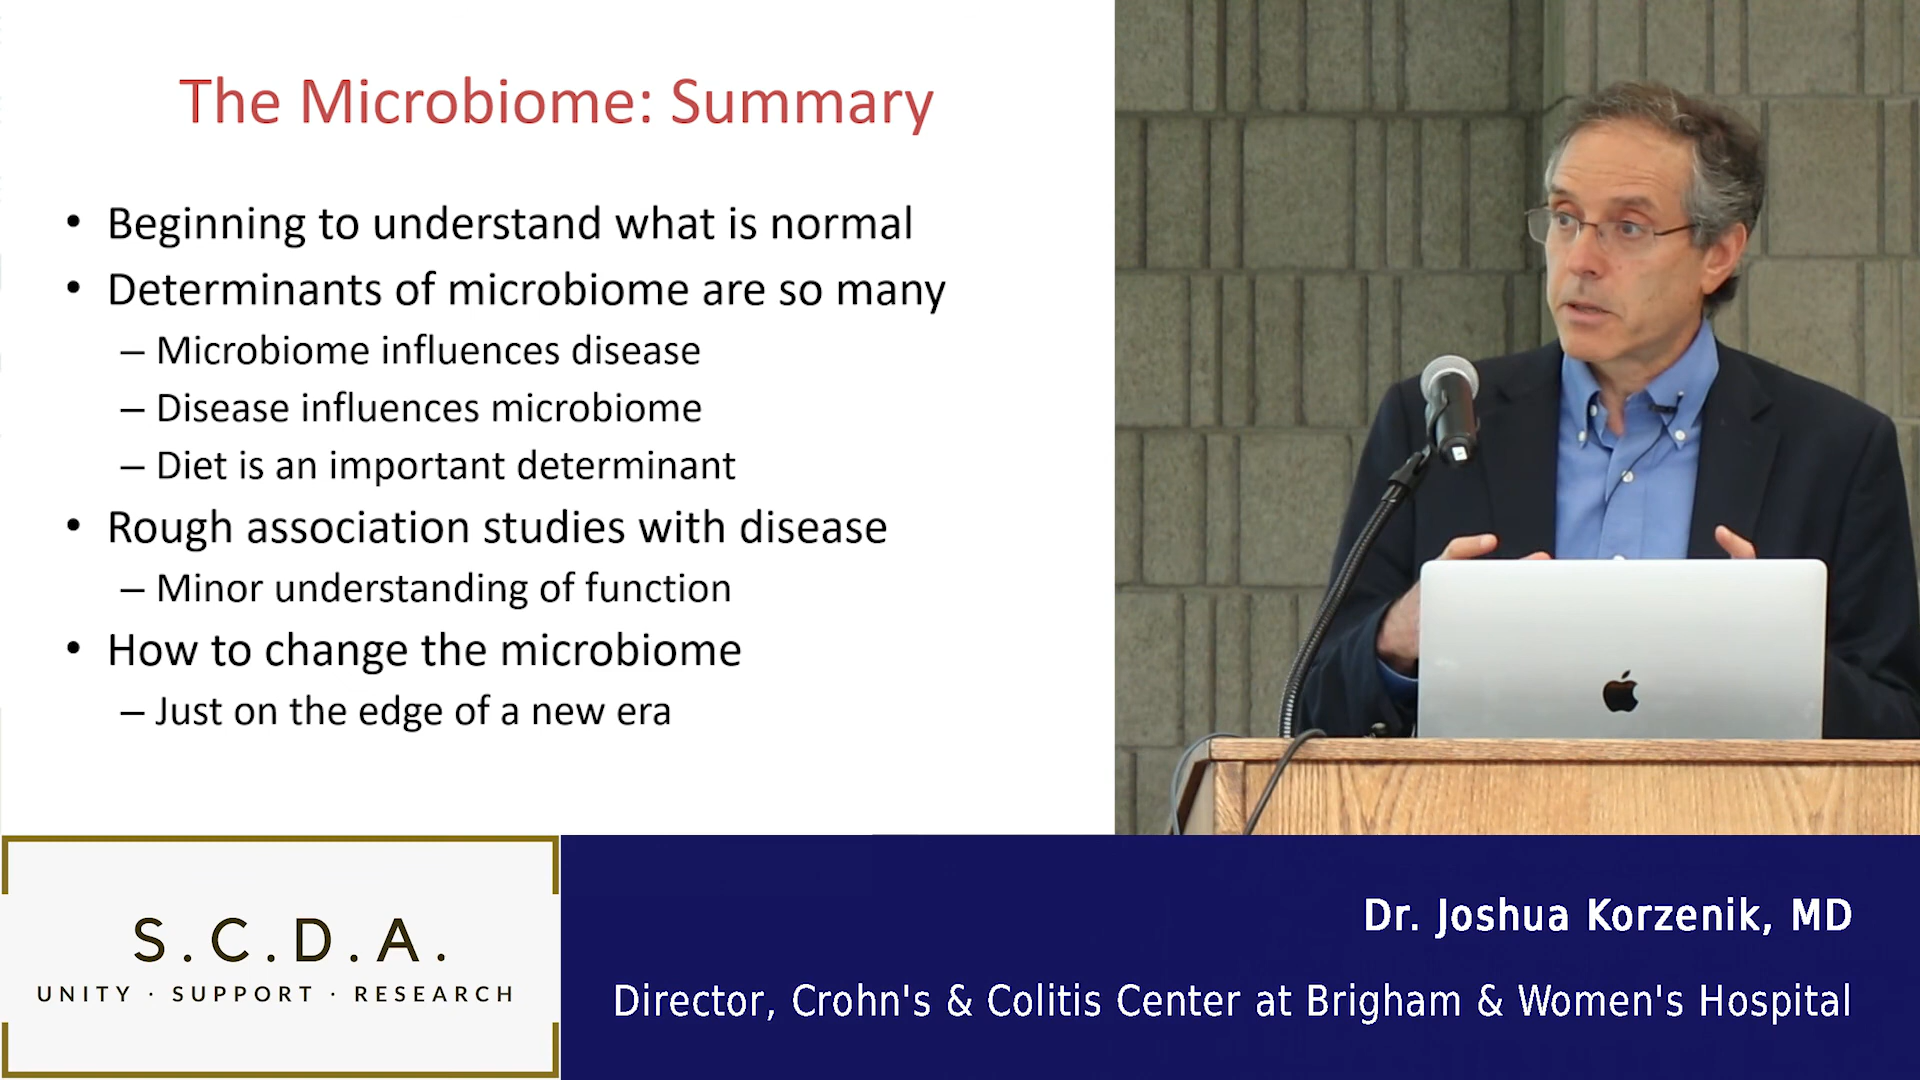 The Microbiome: Summary
• Beginning to understand what is normal
• Determinants of microbiome are so many
– Microbiome influences disease
– Disease influences microbiome
– Diet is an important determinant
• Rough association studies with disease
– Minor understanding of function
• How to change the microbiome
– Just on the edge of a new era
S.C.D.A.
UNITY · SUPPORT · RESEARCH
Dr. Joshua Korzenik, MD
Director, Crohn's & Colitis Center at Brigham & Women's Hospital